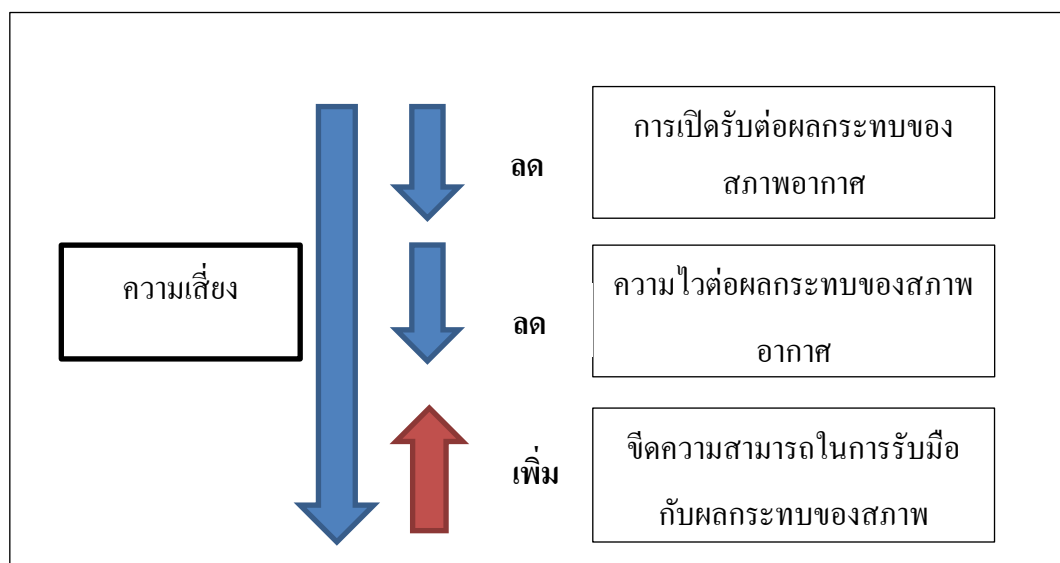 การเปิดรับต่อผลกระทบของ
สภาพอากาศ
ลด
ความเสี่ยง
ความไวต่อผลกระทบของสภาพ
อากาศ
ลด
ขีดความสามารถในการรับมือ
กับผลกระทบของสภาพ
เพิ่ม